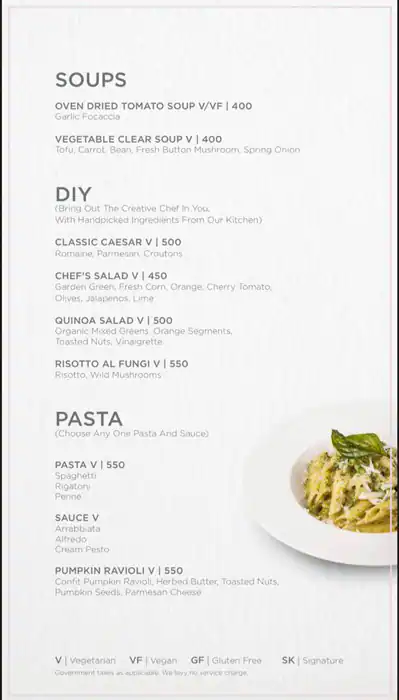 SOUPS
OVEN DRIED TOMATO SOUP V/VF | 400
Garlic Focaccia
VEGETABLE CLEAR SOUP V | 400
Tofu, Carrot, Bean, Fresh Button Mushroom, Spring Onion
DIY
(Bring Out The Creative Chef In You,
With Handpicked Ingredients From Our Kitchen)
CLASSIC CAESAR V | 500
Romaine, Parmesan, Croutons
CHEF'S SALAD V | 450
Garden Green, Fresh Corn, Orange, Cherry Tomato,
Olives, Jalapenos, Lime
QUINOA SALAD V | 500
Organic Mixed Greens, Orange Segments,
Toasted Nuts, Vinaigrette
RISOTTO AL FUNGI V | 550
Risotto, Wild Mushrooms
PASTA
(Choose Any One Pasta And Sauce)
PASTA V | 550
Spaghetti
Rigatoni
Penne
SAUCE V
Arrabbiata
Alfredo
Cream Pesto
PUMPKIN RAVIOLI V | 550
Confit Pumpkin Ravioli, Herbed Butter, Toasted Nuts,
Pumpkin Seeds, Parmesan Cheese
V | Vegetarian VF | Vegan GF | Gluten Free SK | Signature
Government taxes as applicable. We levy no service charge.